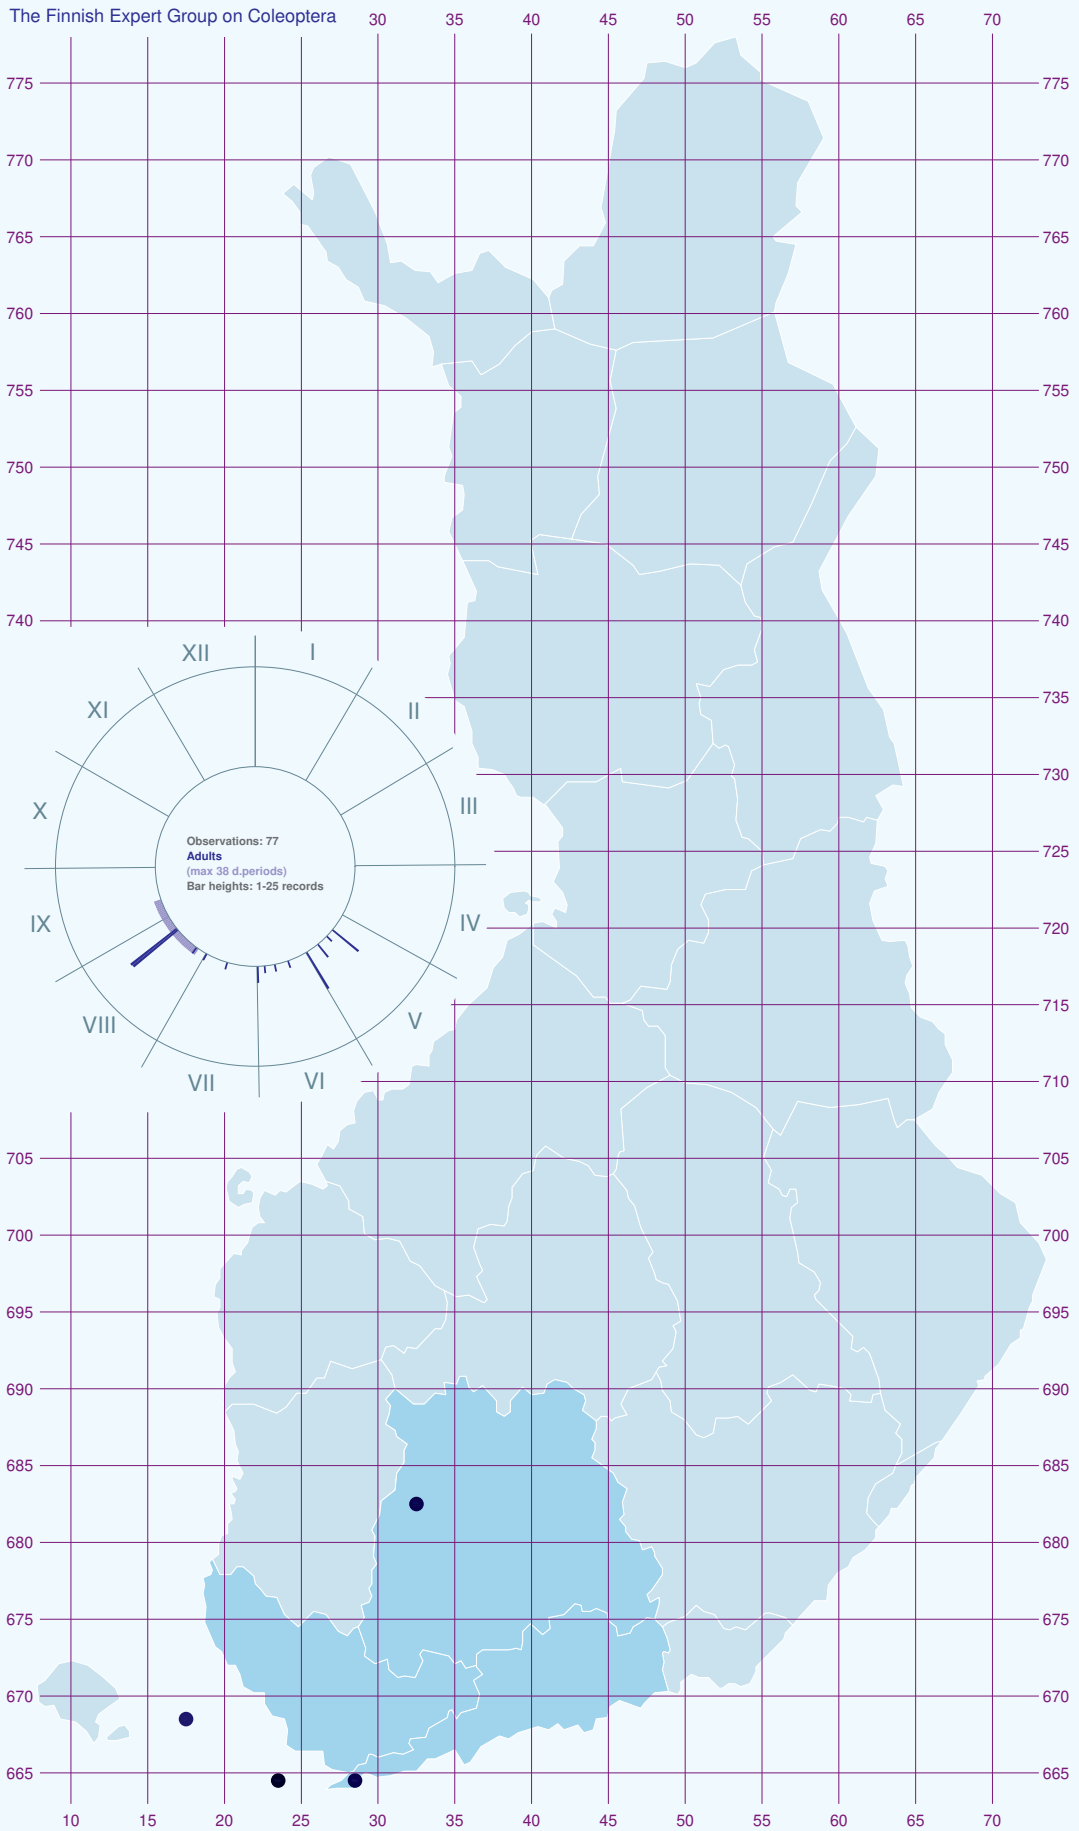 The Finnish Expert Group on Coleoptera
30 35 40 45 50 55 60 65 70
775 775
770 770
765 765
760 760
755 755
750 750
745 745
740 740
XII I
XI II
735
730
X III
Observations: 77
Adults
(max 38 d.periods)
Bar heights: 1-25 records
725
IX IV
720
VIII V
715
VII VI
710
705 705
700 700
695 695
690 690
685 685
680 680
675 675
670 670
665 665
10 15 20 25 30 35 40 45 50 55 60 65 70